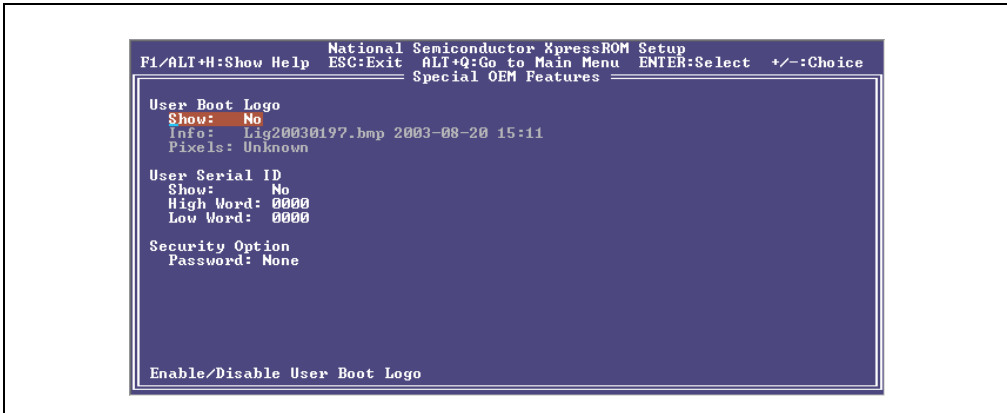 National Semiconductor XpressROM Setup
F1/ALT+H:Show Help ESC:Exit ALT+Q:Go to Main Menu ENTER:Select +/-:Choice
Special OEM Features
User Boot Logo
Show: No
Info: Lig20030197.bmp 2003-08-20 15:11
Pixels: Unknown
User Serial ID
Show: No
High Word: 0000
Low Word: 0000
Security Option
Password: None
Enable/Disable User Boot Logo